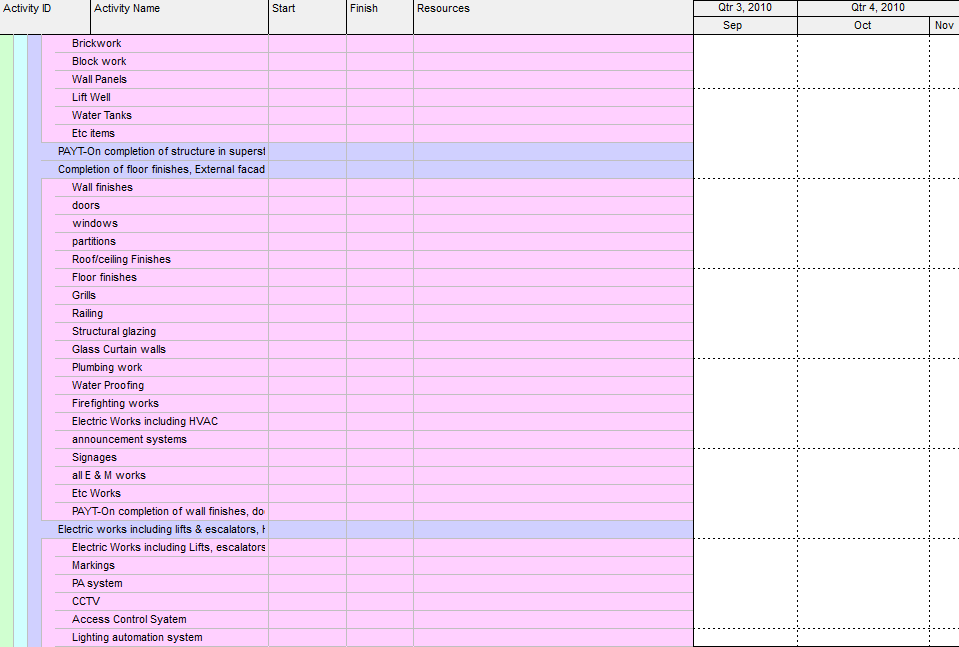 Activity ID Activity Name Start Finish Resources Qtr 3, 2010 Qtr 4, 2010
Sep Oct Nov
Brickwork
Block work
Wall Panels
Lift Well
Water Tanks
Etc items
PAYT-On completion of structure in superst
Completion of floor finishes, External facad
Wall finishes
doors
windows
partitions
Roof/ceiling Finishes
Floor finishes
Grills
Railing
Structural glazing
Glass Curtain walls
Plumbing work
Water Proofing
Firefighting works
Electric Works including HVAC
announcement systems
Signages
all E & M works
Etc Works
PAYT-On completion of wall finishes, do
Electric works including lifts & escalators,
Electric Works including Lifts, escalators
Markings
PA system
CCTV
Access Control Syatem
Lighting automation system